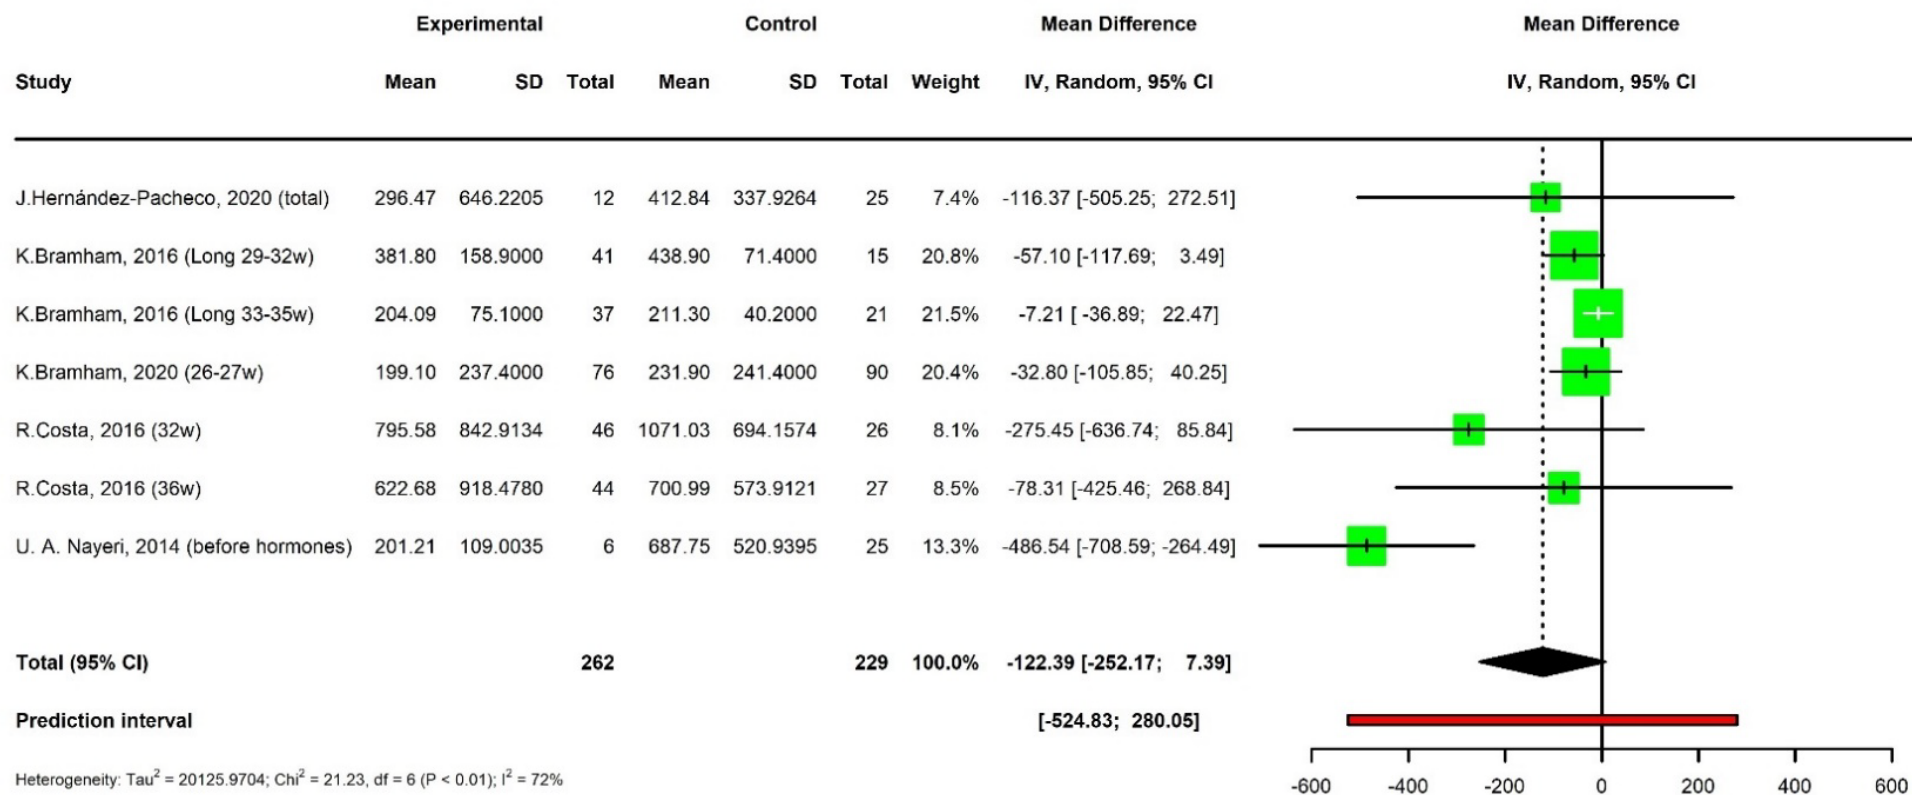 Experimental Control Mean Difference Mean Difference
Study Mean SD Total Mean SD Total Weight IV, Random, 95% CI IV, Random, 95% CI
J.Hernández-Pacheco, 2020 (total) 296.47 646.2205 12 412.84 337.9264 25 7.4% -116.37 [-505.25; 272.51]
K.Bramham, 2016 (Long 29-32w) 381.80 158.9000 41 438.90 71.4000 15 20.8% -57.10 [-117.69; 3.49]
K.Bramham, 2016 (Long 33-35w) 204.09 75.1000 37 211.30 40.2000 21 21.5% -7.21 [ -36.89; 22.47]
K.Bramham, 2020 (26-27w) 199.10 237.4000 76 231.90 241.4000 90 20.4% -32.80 [-105.85; 40.25]
R.Costa, 2016 (32w) 795.58 842.9134 46 1071.03 694.1574 26 8.1% -275.45 [-636.74; 85.84]
R.Costa, 2016 (36w) 622.68 918.4780 44 700.99 573.9121 27 8.5% -78.31 [-425.46; 268.84]
U. A. Nayeri, 2014 (before hormones) 201.21 109.0035 6 687.75 520.9395 25 13.3% -486.54 [-708.59; -264.49]
Total (95% CI) 262 229 100.0% -122.39 [-252.17; 7.39]
Prediction interval [-524.83; 280.05]
Heterogeneity: Tau² = 20125.9704; Chi² = 21.23, df = 6 (P < 0.01); I² = 72%
-600 -400 -200 0 200 400 600